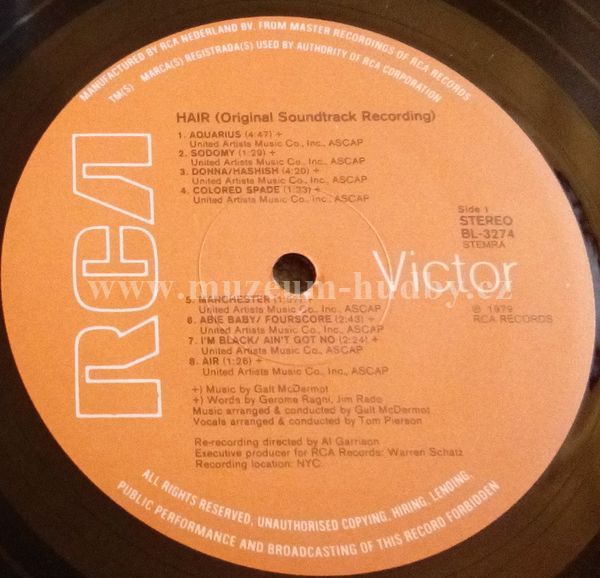 MANUFACTURED BY RCA NEDERLAND BV. FROM MASTER RECORDINGS OF RCA RECORDS
TM(S) MARCA(S) REGISTRADA(S) USED BY AUTHORITY OF RCA CORPORATION
RCA
HAIR (Original Soundtrack Recording)
1. AQUARIUS (4:47) +
United Artists Music Co., Inc., ASCAP
2. SODOMY (1:29) +
United Artists Music Co., Inc., ASCAP
3. DONNA/HASHISH (4:20) +
United Artists Music Co., Inc., ASCAP
4. COLORED SPADE (1:33) +
United Artists Music Co., Inc., ASCAP
Side 1
STEREO
BL-3274
STEMRA
Victor
www.muzeum-hudby.cz
5. MANCHESTER
United Artists Music Co., Inc., ASCAP
6. ABIE BABY/ FOURSCORE (2:43) +
United Artists Music Co., Inc., ASCAP
7. I'M BLACK/ AIN'T GOT NO (2:24) +
United Artists Music Co., Inc., ASCAP
8. AIR (1:26) +
United Artists Music Co., Inc., ASCAP
℗ 1979
RCA RECORDS
+) Music by Galt McDermot
+) Words by Gerome Ragni, Jim Rado
Music arranged & conducted by Galt McDermot
Vocals arranged & conducted by Tom Pierson
Re-recording directed by Al Garrison
Executive producer for RCA Records: Warren Schatz
Recording location: NYC.
ALL RIGHTS RESERVED, UNAUTHORISED COPYING, HIRING, LENDING,
PUBLIC PERFORMANCE AND BROADCASTING OF THIS RECORD FORBIDDEN